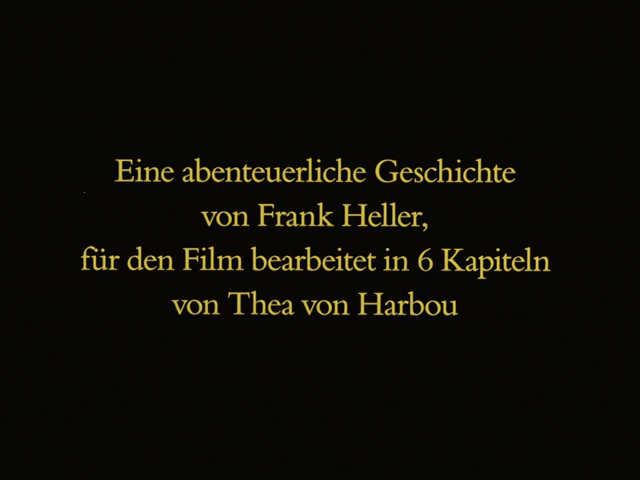 Eine abenteuerliche Geschichte
von Frank Heller,
für den Film bearbeitet in 6 Kapiteln
von Thea von Harbou